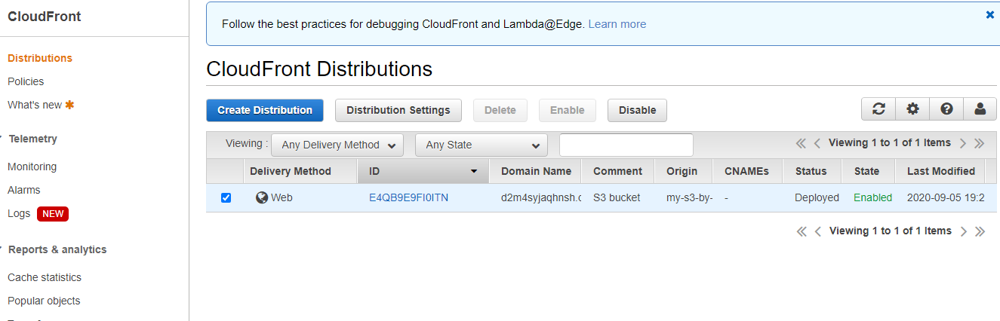 CloudFront
Follow the best practices for debugging CloudFront and Lambda@Edge. Learn more
Distributions
Policies
What's new
Telemetry
Monitoring
Alarms
Logs NEW
Reports & analytics
Cache statistics
Popular objects
CloudFront Distributions
Create Distribution Distribution Settings Delete Enable Disable
Viewing : Any Delivery Method Any State Viewing 1 to 1 of 1 Items
Delivery Method ID Domain Name Comment Origin CNAMEs Status State Last Modified
Web E4QB9E9FI0ITN d2m4syjaqhnsh.c S3 bucket my-s3-by- - Deployed Enabled 2020-09-05 19:2
Viewing 1 to 1 of 1 Items